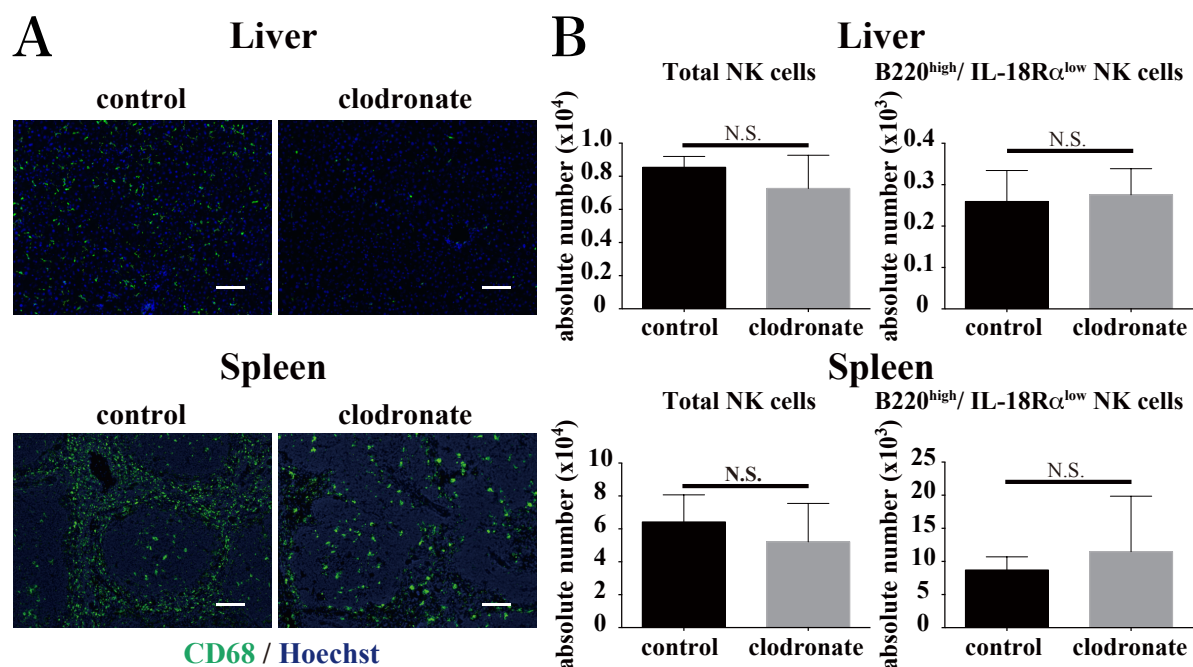 A
Liver
control clodronate
Spleen
control clodronate
CD68 / Hoechst
B
Liver
Total NK cells
absolute number (x10⁴)
1.0
0.8
0.6
0.4
0.2
0
N.S.
control clodronate
B220ʰⁱᵍʰ/ IL-18Rαˡᵒʷ NK cells
absolute number (x10³)
0.4
0.3
0.2
0.1
0
N.S.
control clodronate
Spleen
Total NK cells
absolute number (x10⁴)
10
8
6
4
2
0
N.S.
control clodronate
B220ʰⁱᵍʰ/ IL-18Rαˡᵒʷ NK cells
absolute number (x10³)
25
20
15
10
5
0
N.S.
control clodronate